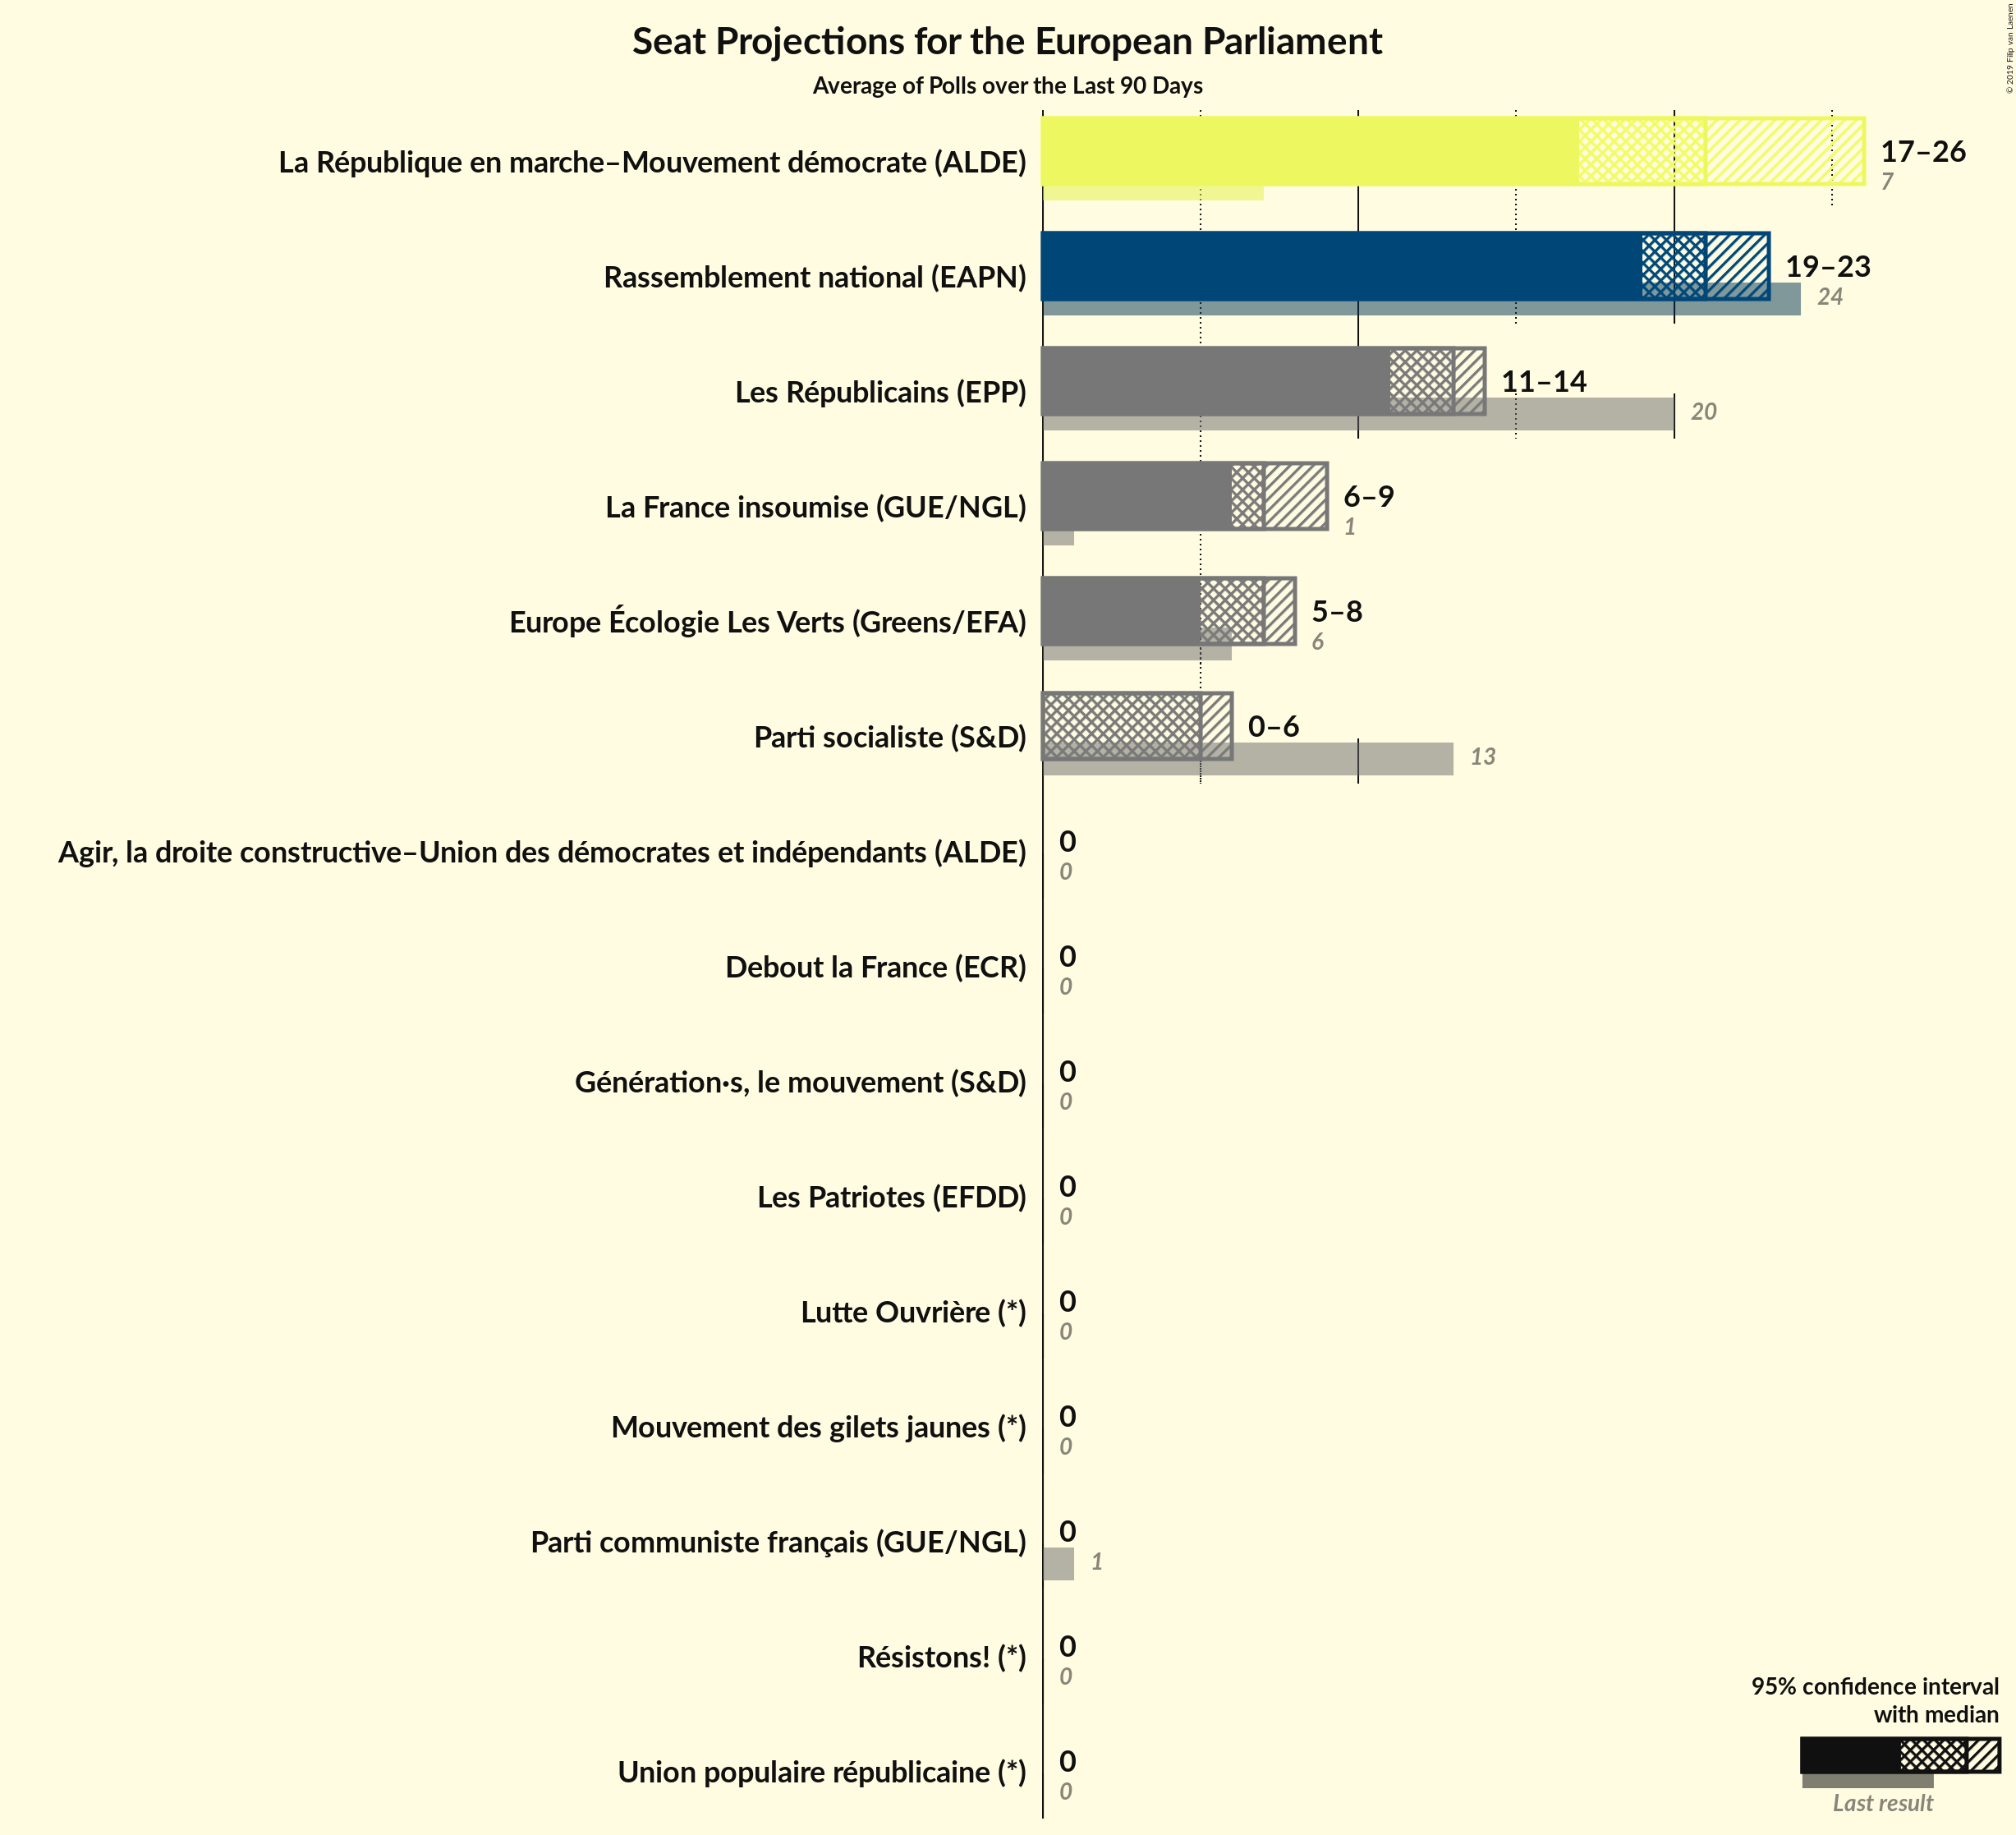 Seat Projections for the European Parliament
Average of Polls over the Last 90 Days
© 2019 Filip van Laenen
La République en marche–Mouvement démocrate (ALDE)
17–26
7
Rassemblement national (EAPN)
19–23
24
Les Républicains (EPP)
11–14
20
La France insoumise (GUE/NGL)
6–9
1
Europe Écologie Les Verts (Greens/EFA)
5–8
6
Parti socialiste (S&D)
0–6
13
Agir, la droite constructive–Union des démocrates et indépendants (ALDE)
0
0
Debout la France (ECR)
0
0
Génération·s, le mouvement (S&D)
0
0
Les Patriotes (EFDD)
0
0
Lutte Ouvrière (*)
0
0
Mouvement des gilets jaunes (*)
0
0
Parti communiste français (GUE/NGL)
0
1
Résistons! (*)
0
0
Union populaire républicaine (*)
0
0
95% confidence interval
with median
Last result